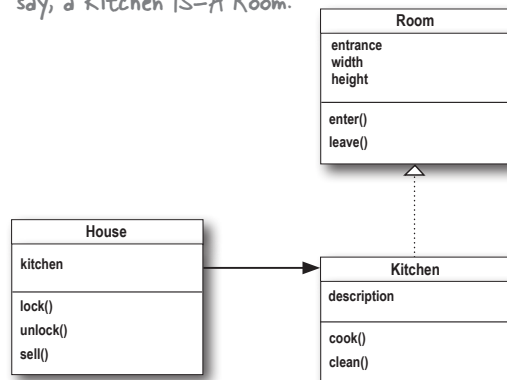 say, a Kitchen IS-A Room.
Room
entrance
width
height
enter()
leave()
House
kitchen
lock()
unlock()
sell()
Kitchen
description
cook()
clean()